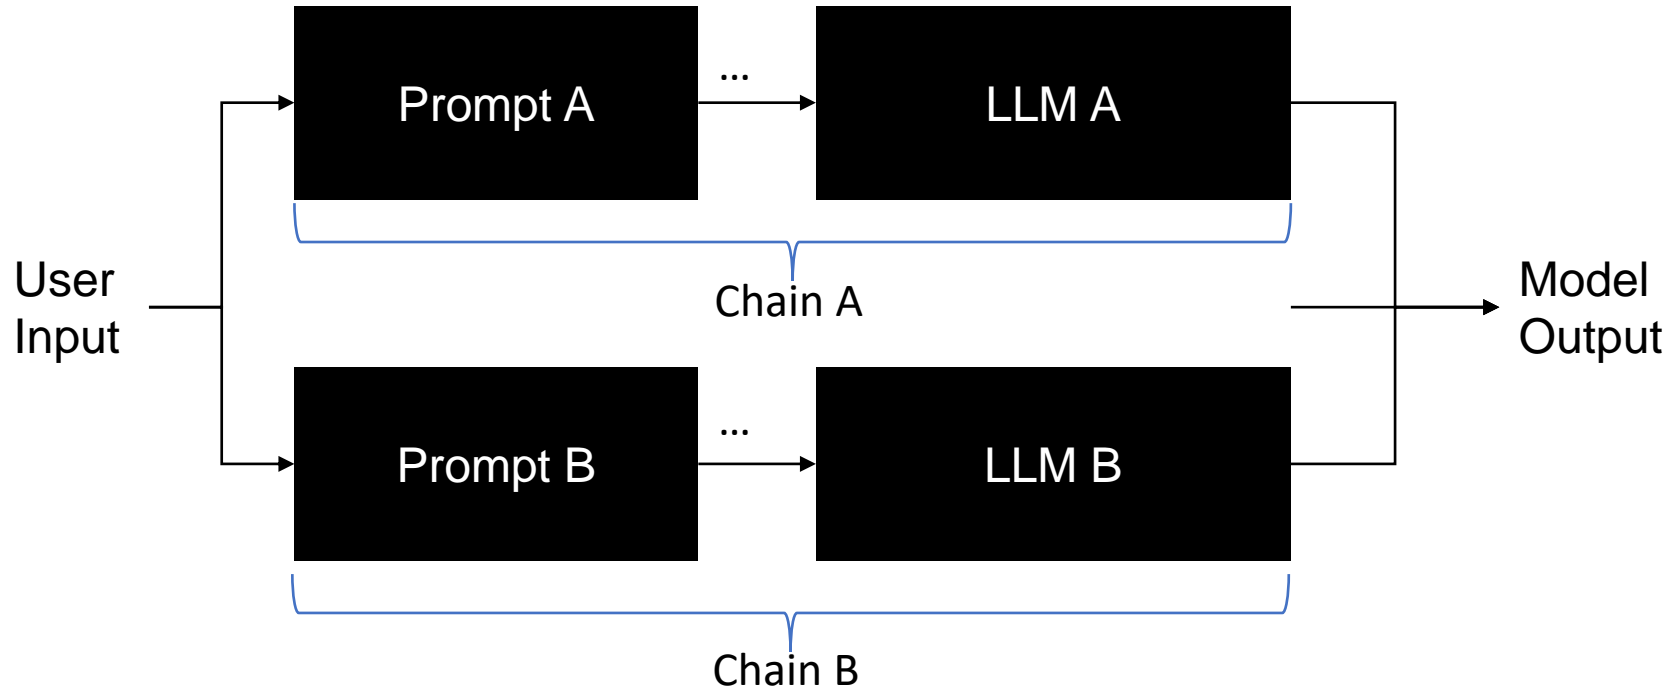 Prompt A
...
LLM A
Chain A
User
Input
Model
Output
Prompt B
...
LLM B
Chain B